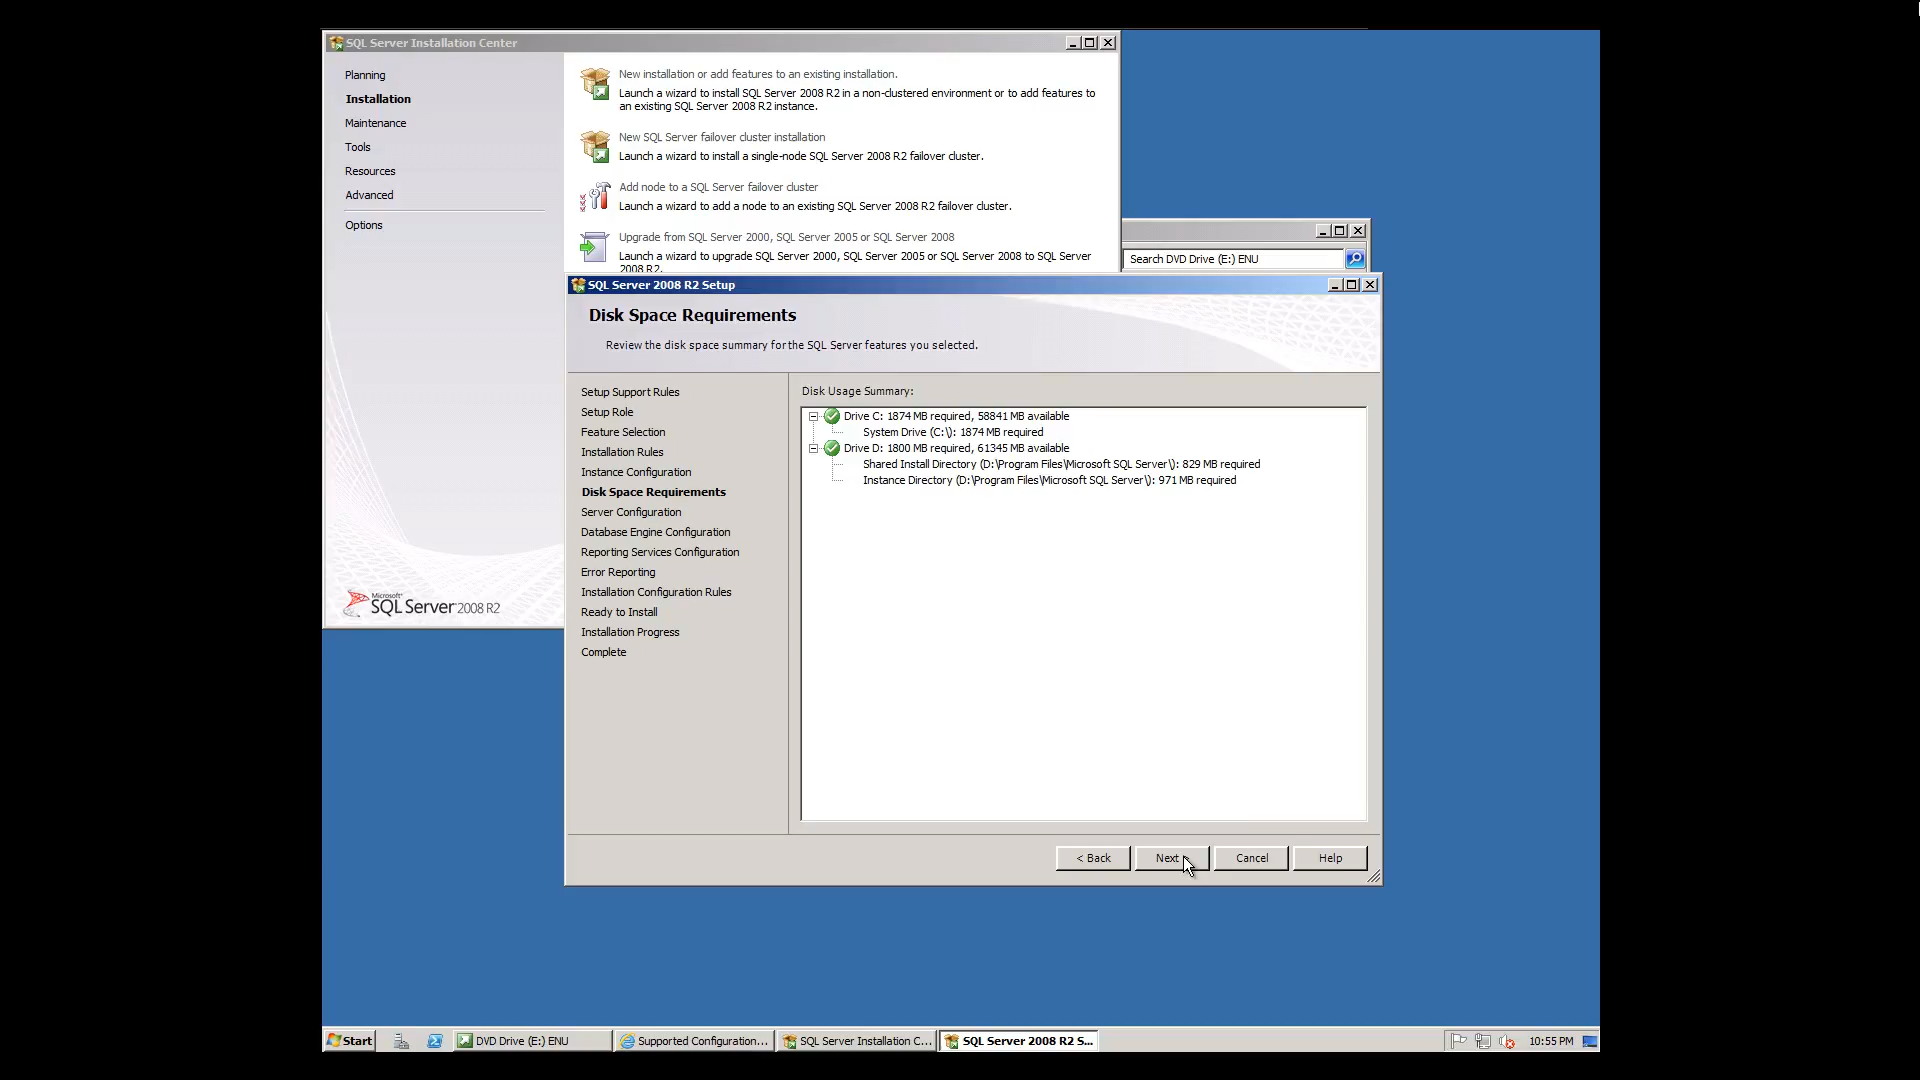 SQL Server Installation Center
Planning
Installation
Maintenance
Tools
Resources
Advanced
Options
New installation or add features to an existing installation.
Launch a wizard to install SQL Server 2008 R2 in a non-clustered environment or to add features to
an existing SQL Server 2008 R2 instance.
New SQL Server failover cluster installation
Launch a wizard to install a single-node SQL Server 2008 R2 failover cluster.
Add node to a SQL Server failover cluster
Launch a wizard to add a node to an existing SQL Server 2008 R2 failover cluster.
Upgrade from SQL Server 2000, SQL Server 2005 or SQL Server 2008
Launch a wizard to upgrade SQL Server 2000, SQL Server 2005 or SQL Server 2008 to SQL Server
2008 R2.
Microsoft
SQL Server 2008 R2
Search DVD Drive (E:) ENU
SQL Server 2008 R2 Setup
Disk Space Requirements
Review the disk space summary for the SQL Server features you selected.
Setup Support Rules
Setup Role
Feature Selection
Installation Rules
Instance Configuration
Disk Space Requirements
Server Configuration
Database Engine Configuration
Reporting Services Configuration
Error Reporting
Installation Configuration Rules
Ready to Install
Installation Progress
Complete
Disk Usage Summary:
Drive C: 1874 MB required, 58841 MB available
System Drive (C:\): 1874 MB required
Drive D: 1800 MB required, 61345 MB available
Shared Install Directory (D:\Program Files\Microsoft SQL Server\): 829 MB required
Instance Directory (D:\Program Files\Microsoft SQL Server\): 971 MB required
< Back
Next
Cancel
Help
Start
DVD Drive (E:) ENU
Supported Configuration...
SQL Server Installation C...
SQL Server 2008 R2 S...
10:55 PM